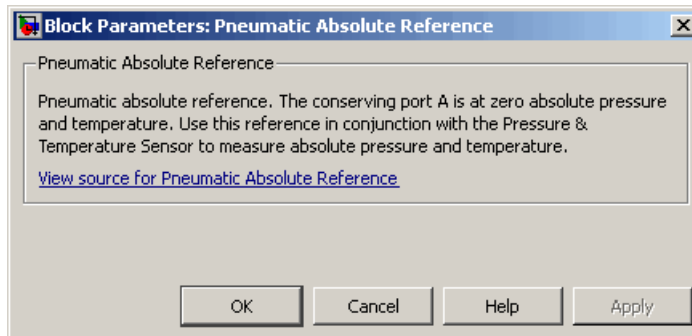 Block Parameters: Pneumatic Absolute Reference
Pneumatic Absolute Reference
Pneumatic absolute reference. The conserving port A is at zero absolute pressure
and temperature. Use this reference in conjunction with the Pressure &
Temperature Sensor to measure absolute pressure and temperature.
View source for Pneumatic Absolute Reference
OK Cancel Help Apply